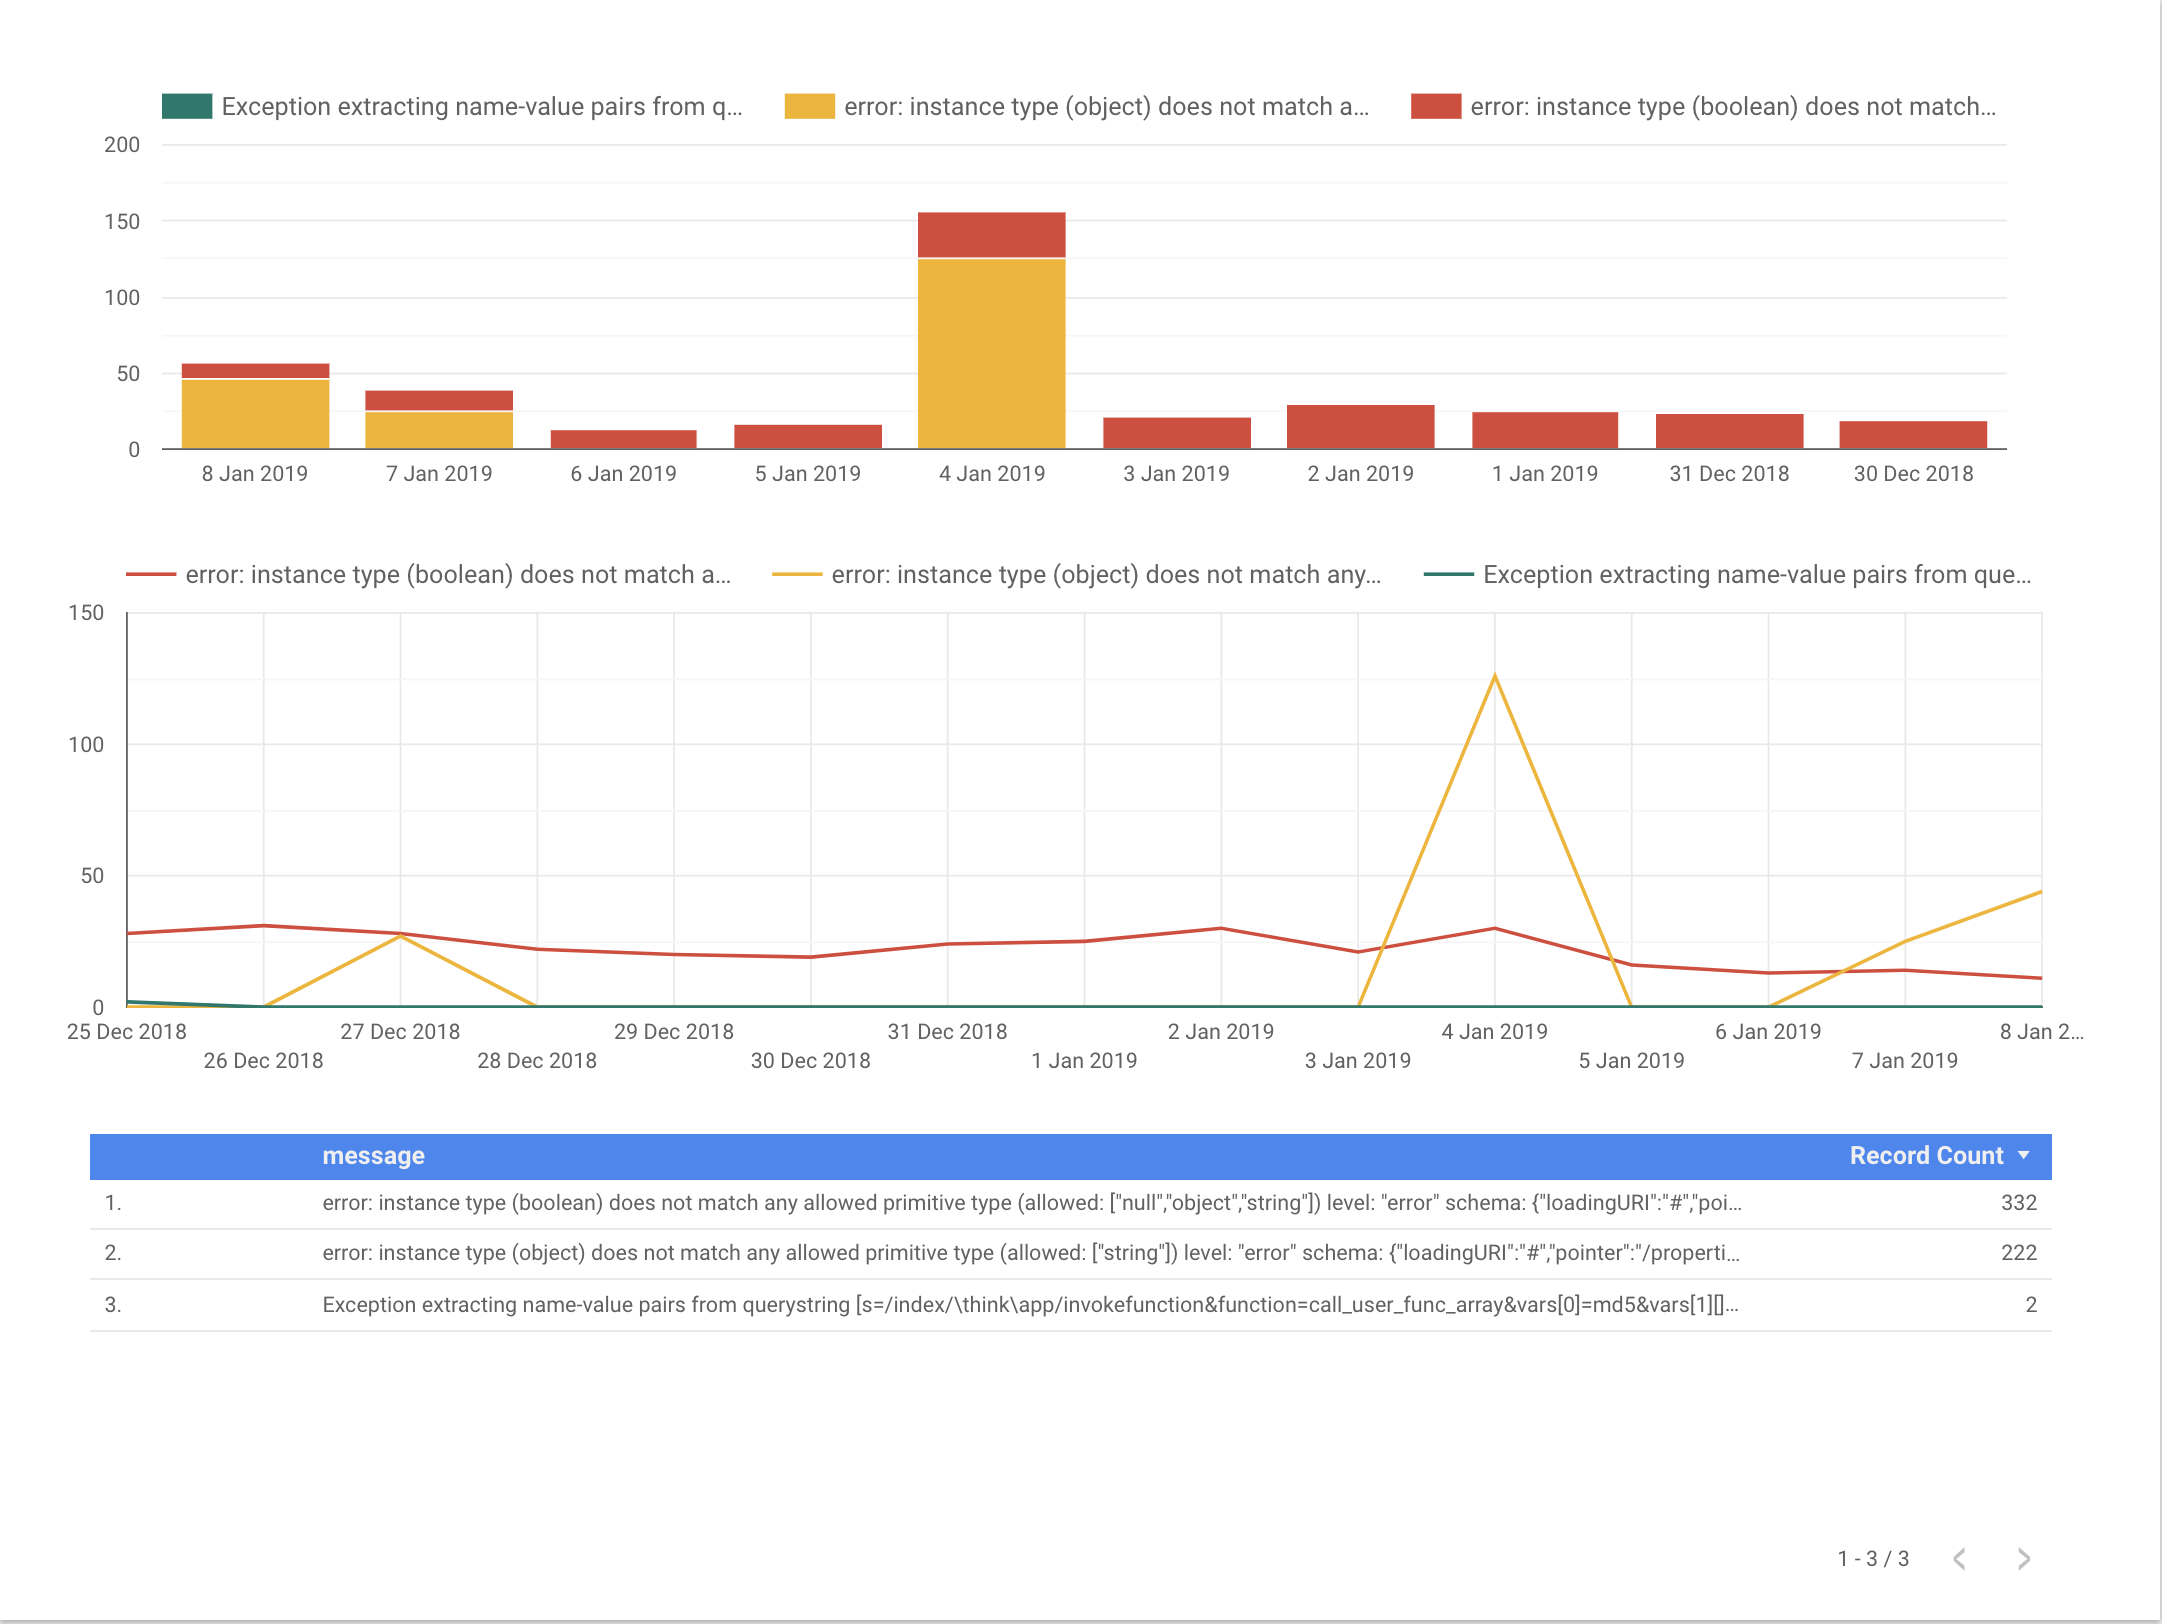 Exception extracting name-value pairs from q... error: instance type (object) does not match a... error: instance type (boolean) does not match...
200
150
100
50
0
8 Jan 2019 7 Jan 2019 6 Jan 2019 5 Jan 2019 4 Jan 2019 3 Jan 2019 2 Jan 2019 1 Jan 2019 31 Dec 2018 30 Dec 2018
error: instance type (boolean) does not match a... error: instance type (object) does not match any... Exception extracting name-value pairs from que...
150
100
50
0
25 Dec 2018 27 Dec 2018 29 Dec 2018 31 Dec 2018 2 Jan 2019 4 Jan 2019 6 Jan 2019 8 Jan 2...
26 Dec 2018 28 Dec 2018 30 Dec 2018 1 Jan 2019 3 Jan 2019 5 Jan 2019 7 Jan 2019
message Record Count
1. error: instance type (boolean) does not match any allowed primitive type (allowed: ["null","object","string"]) level: "error" schema: {"loadingURI":"#","poi... 332
2. error: instance type (object) does not match any allowed primitive type (allowed: ["string"]) level: "error" schema: {"loadingURI":"#","pointer":"/properti... 222
3. Exception extracting name-value pairs from querystring [s=/index/\think\app/invokefunction&function=call_user_func_array&vars[0]=md5&vars[1][]... 2
1 - 3 / 3